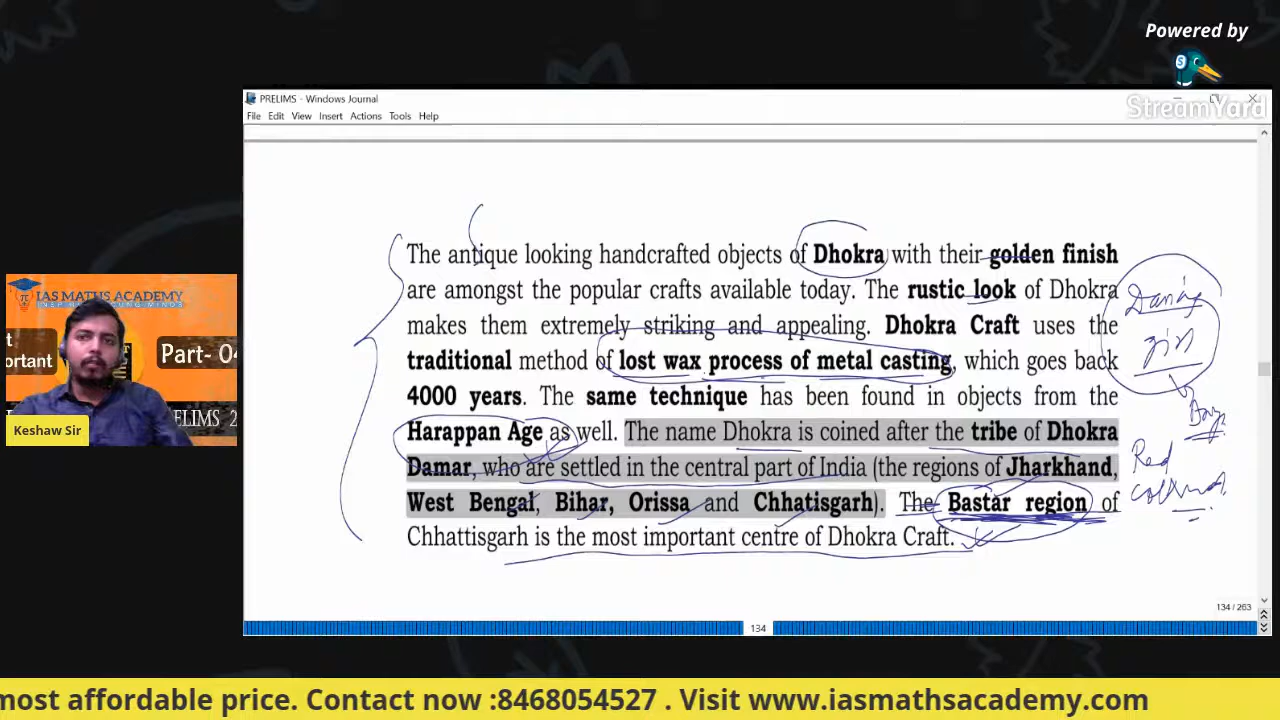 Powered by
StreamYard
PRELIMS - Windows Journal
File Edit View Insert Actions Tools Help
The antique looking handcrafted objects of Dhokra with their golden finish
are amongst the popular crafts available today. The rustic look of Dhokra
makes them extremely striking and appealing. Dhokra Craft uses the
traditional method of lost wax process of metal casting, which goes back
4000 years. The same technique has been found in objects from the
Harappan Age as well. The name Dhokra is coined after the tribe of Dhokra
Damar, who are settled in the central part of India (the regions of Jharkhand,
West Bengal, Bihar, Orissa and Chhatisgarh). The Bastar region of
Chhattisgarh is the most important centre of Dhokra Craft.
Red
134 / 263
134
IAS MATHS ACADEMY
Part- 04
Keshaw Sir
most affordable price. Contact now :8468054527 . Visit www.iasmathsacademy.com